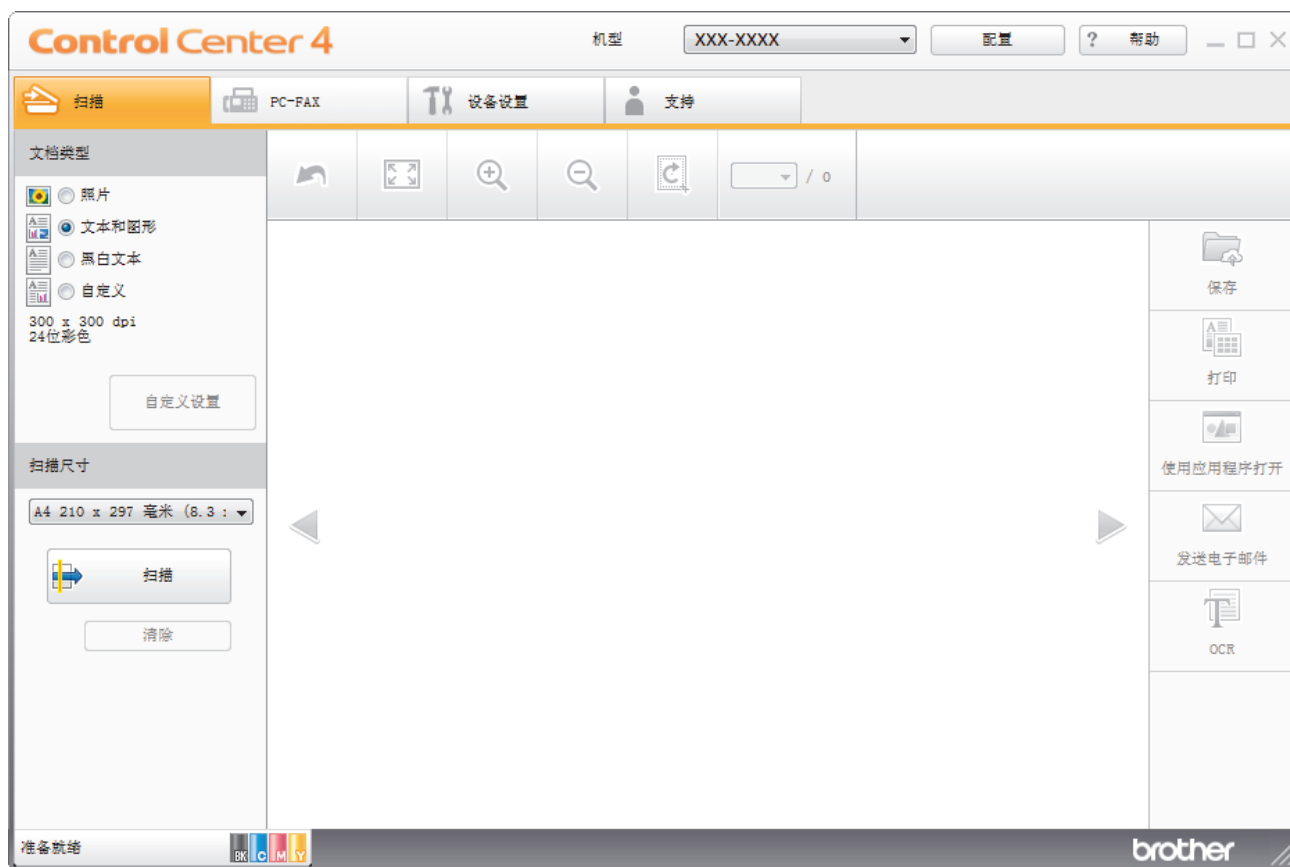 Control Center 4
机型
XXX-XXXX
配置
? 帮助
扫描
PC-FAX
设备设置
支持
文档类型
照片
文本和图形
黑白文本
自定义
300 x 300 dpi
24位彩色
自定义设置
扫描尺寸
A4 210 x 297 毫米 (8.3 :
扫描
清除
/ 0
保存
打印
使用应用程序打开
发送电子邮件
OCR
准备就绪
BK C M Y
brother